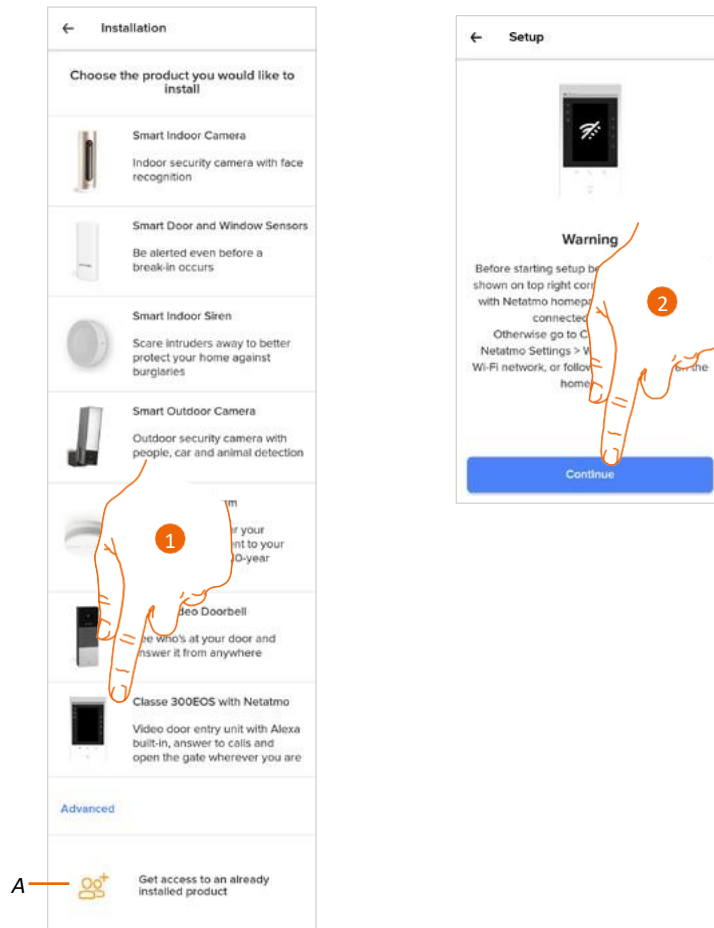 Installation
Choose the product you would like to
install
Smart Indoor Camera
Indoor security camera with face
recognition
Smart Door and Window Sensors
Be alerted even before a
break-in occurs
Smart Indoor Siren
Scare intruders away to better
protect your home against
burglaries
Smart Outdoor Camera
Outdoor security camera with
people, car and animal detection
your
to your
10-year
Doorbell
who's at your door and
answer it from anywhere
Classe 300EOS with Netatmo
Video door entry unit with Alexa
built-in, answer to calls and
open the gate wherever you are
Advanced
A
Get access to an already
installed product
1
Setup
Warning
Before starting setup
shown on top right
with Netatmo
connected
Otherwise go to
Netatmo Settings >
Wi-Fi network, or follow the
home
2
Continue